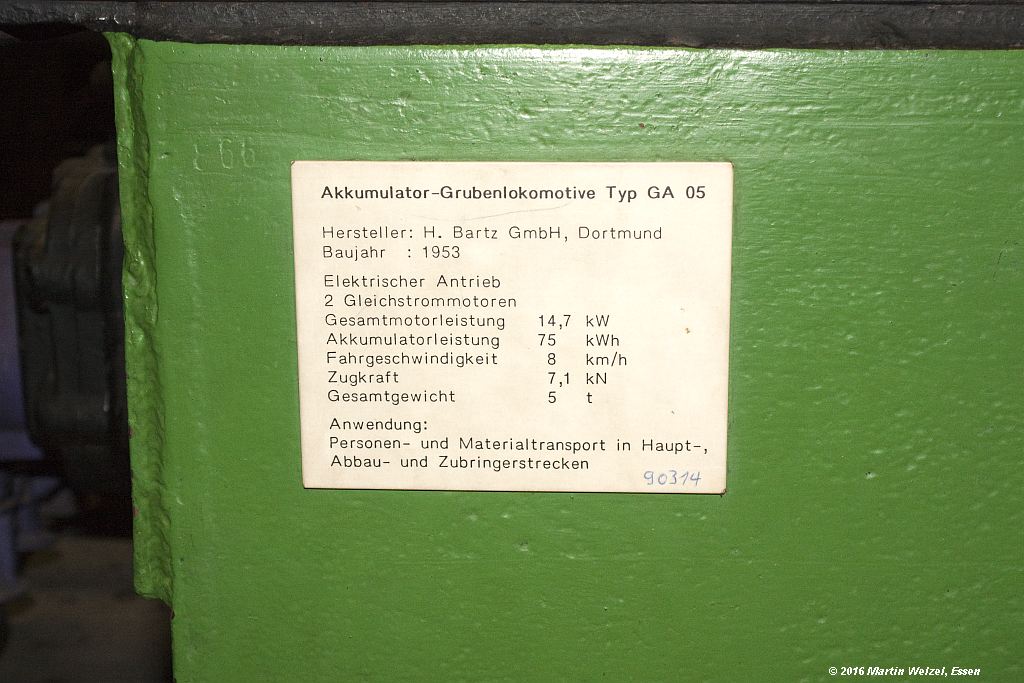 Akkumulator-Grubenlokomotive Typ GA 05
Hersteller: H. Bartz GmbH, Dortmund
Baujahr : 1953
Elektrischer Antrieb
2 Gleichstrommotoren
Gesamtmotorleistung 14,7 kW
Akkumulatorleistung 75 kWh
Fahrgeschwindigkeit 8 km/h
Zugkraft 7,1 kN
Gesamtgewicht 5 t
Anwendung:
Personen- und Materialtransport in Haupt-,
Abbau- und Zubringerstrecken
90314
© 2016 Martin Welzel, Essen